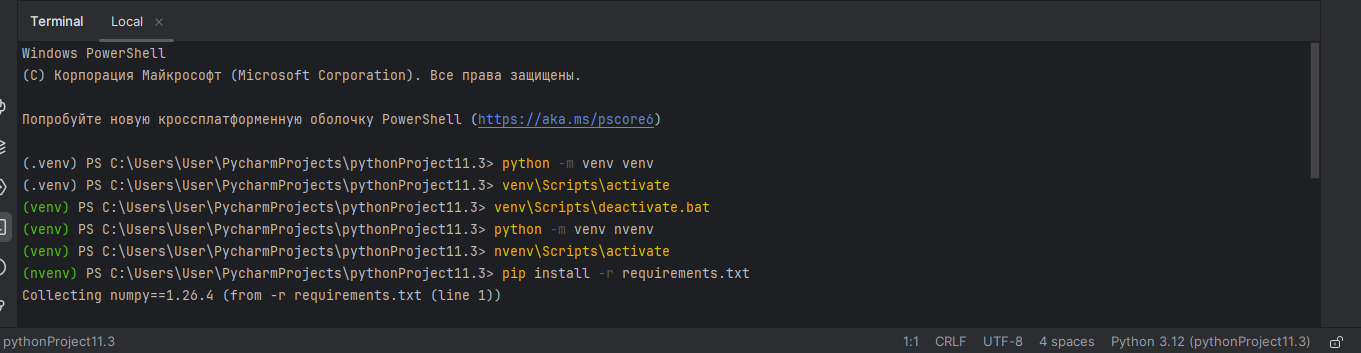 Terminal Local ×
Windows PowerShell
(C) Корпорация Майкрософт (Microsoft Corporation). Все права защищены.
Попробуйте новую кроссплатформенную оболочку PowerShell (https://aka.ms/pscore6)
(.venv) PS C:\Users\User\PycharmProjects\pythonProject11.3> python -m venv venv
(.venv) PS C:\Users\User\PycharmProjects\pythonProject11.3> venv\Scripts\activate
(venv) PS C:\Users\User\PycharmProjects\pythonProject11.3> venv\Scripts\deactivate.bat
(venv) PS C:\Users\User\PycharmProjects\pythonProject11.3> python -m venv nvenv
(venv) PS C:\Users\User\PycharmProjects\pythonProject11.3> nvenv\Scripts\activate
(nvenv) PS C:\Users\User\PycharmProjects\pythonProject11.3> pip install -r requirements.txt
Collecting numpy==1.26.4 (from -r requirements.txt (line 1))
pythonProject11.3 1:1 CRLF UTF-8 4 spaces Python 3.12 (pythonProject11.3)